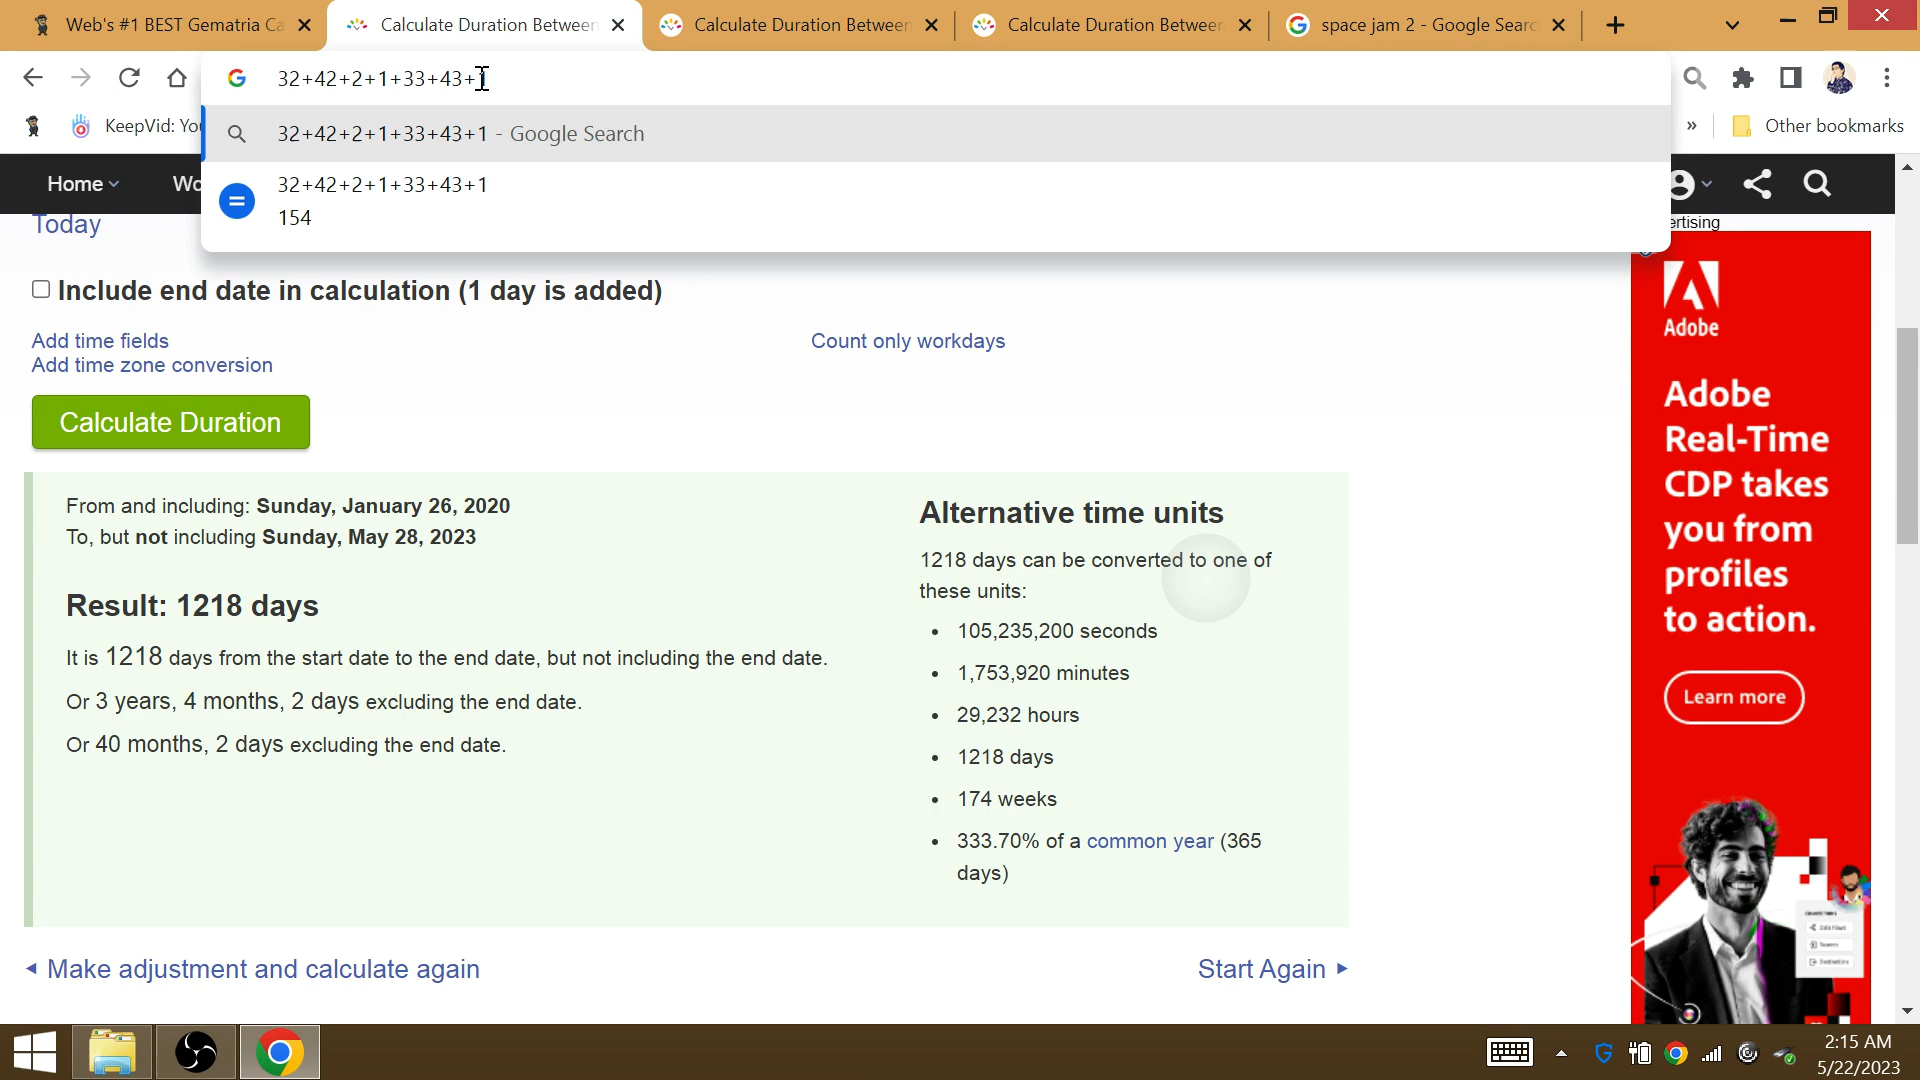 Web's #1 BEST Gematria Ca
Calculate Duration Between
Calculate Duration Between
Calculate Duration Between
space jam 2 - Google Searc
32+42+2+1+33+43+1
KeepVid: You
32+42+2+1+33+43+1 - Google Search
» Other bookmarks
32+42+2+1+33+43+1
154
Home
Wo
Today
ertising
Include end date in calculation (1 day is added)
Add time fields
Add time zone conversion
Count only workdays
Calculate Duration
From and including: Sunday, January 26, 2020
To, but not including Sunday, May 28, 2023
Result: 1218 days
It is 1218 days from the start date to the end date, but not including the end date.
Or 3 years, 4 months, 2 days excluding the end date.
Or 40 months, 2 days excluding the end date.
Alternative time units
1218 days can be converted to one of
these units:
• 105,235,200 seconds
• 1,753,920 minutes
• 29,232 hours
• 1218 days
• 174 weeks
• 333.70% of a common year (365
days)
Make adjustment and calculate again
Start Again
Adobe
Adobe
Real-Time
CDP takes
you from
profiles
to action.
Learn more
2:15 AM
5/22/2023